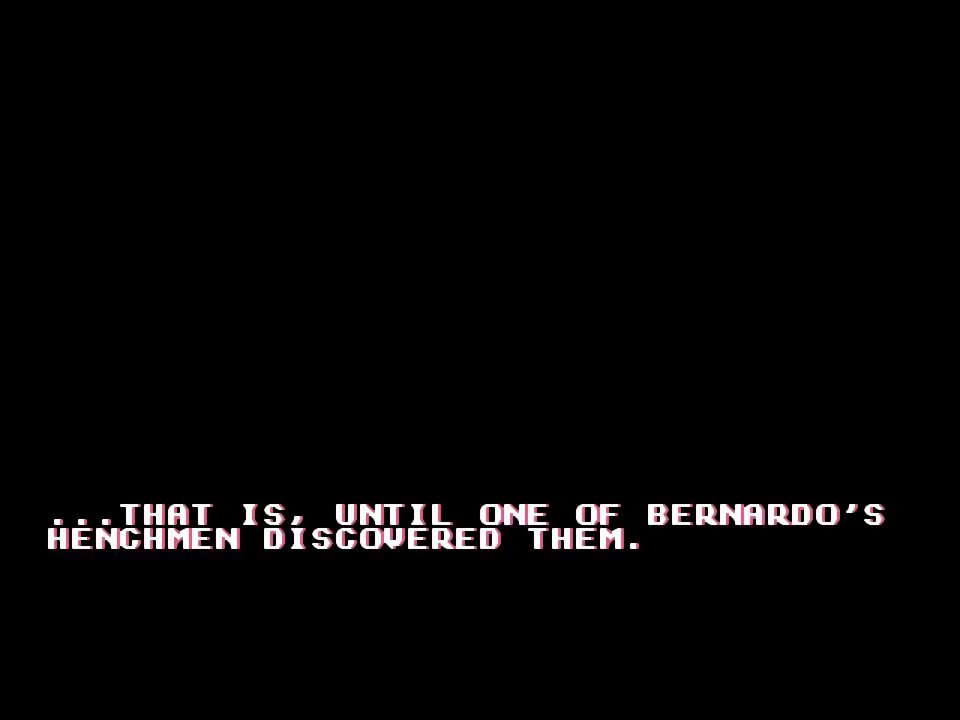 ...THAT IS, UNTIL ONE OF BERNARDO'S
HENCHMEN DISCOVERED THEM.